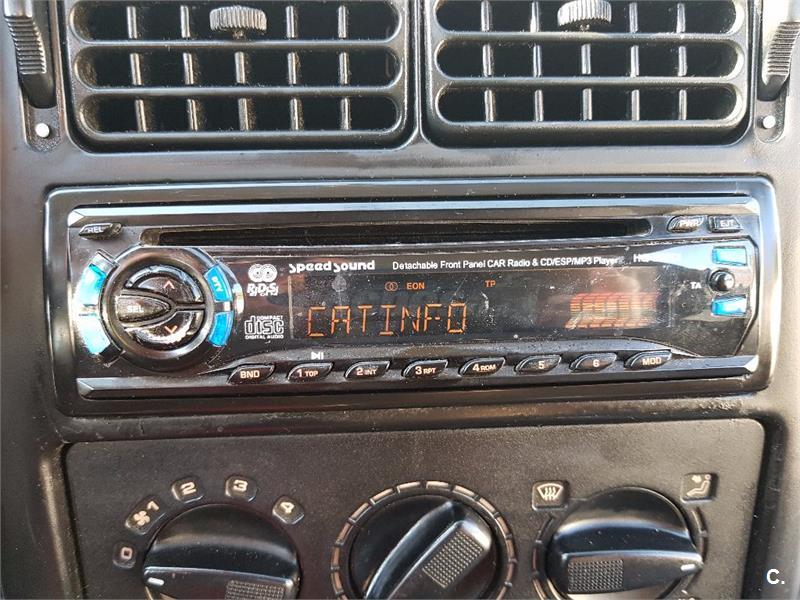 REL
PWR
EJT
Speed Sound Detachable Front Panel CAR Radio & CD/ESP/MP3 Player
R.D.S
AF
SEL
EON TP
TA
CATINFO
COMPACT
disc
DIGITAL AUDIO
BND 1 TOP 2 INT 3 RPT 4 RDM 5 6 MOD
0 1 2 3 4
C.